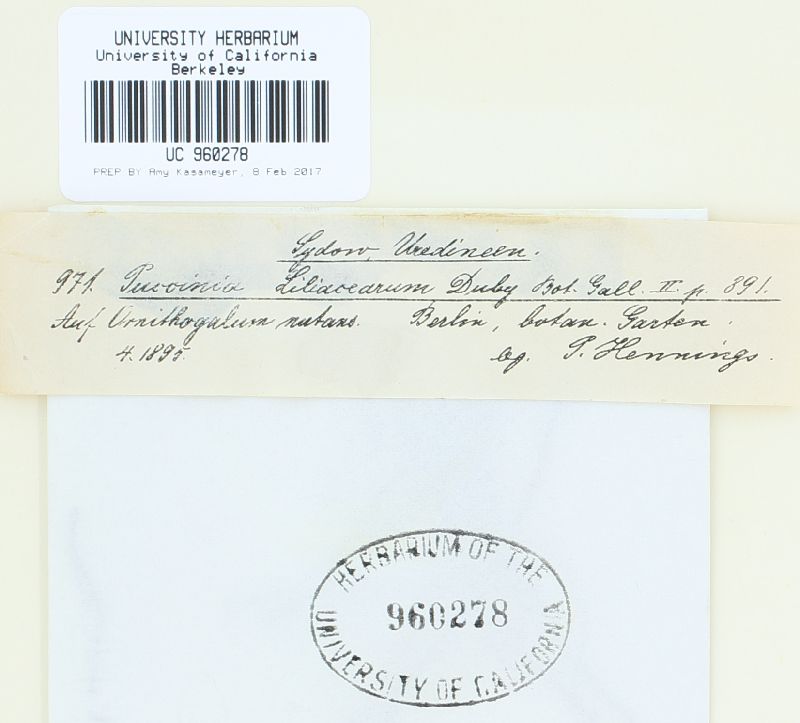 UNIVERSITY HERBARIUM
University of California
Berkeley
UC 960278
PREP BY Amy Kasameyer, 8 Feb 2017
Sydow, Uredineen.
971. Puccinia Liliacearum Duby Bot. Gall. II. p. 891.
Auf Ornithogalum nutans. Berlin, botan. Garten.
4. 1895. lg. P. Hennings.
HERBARIUM OF THE
960278
UNIVERSITY OF CALIFORNIA